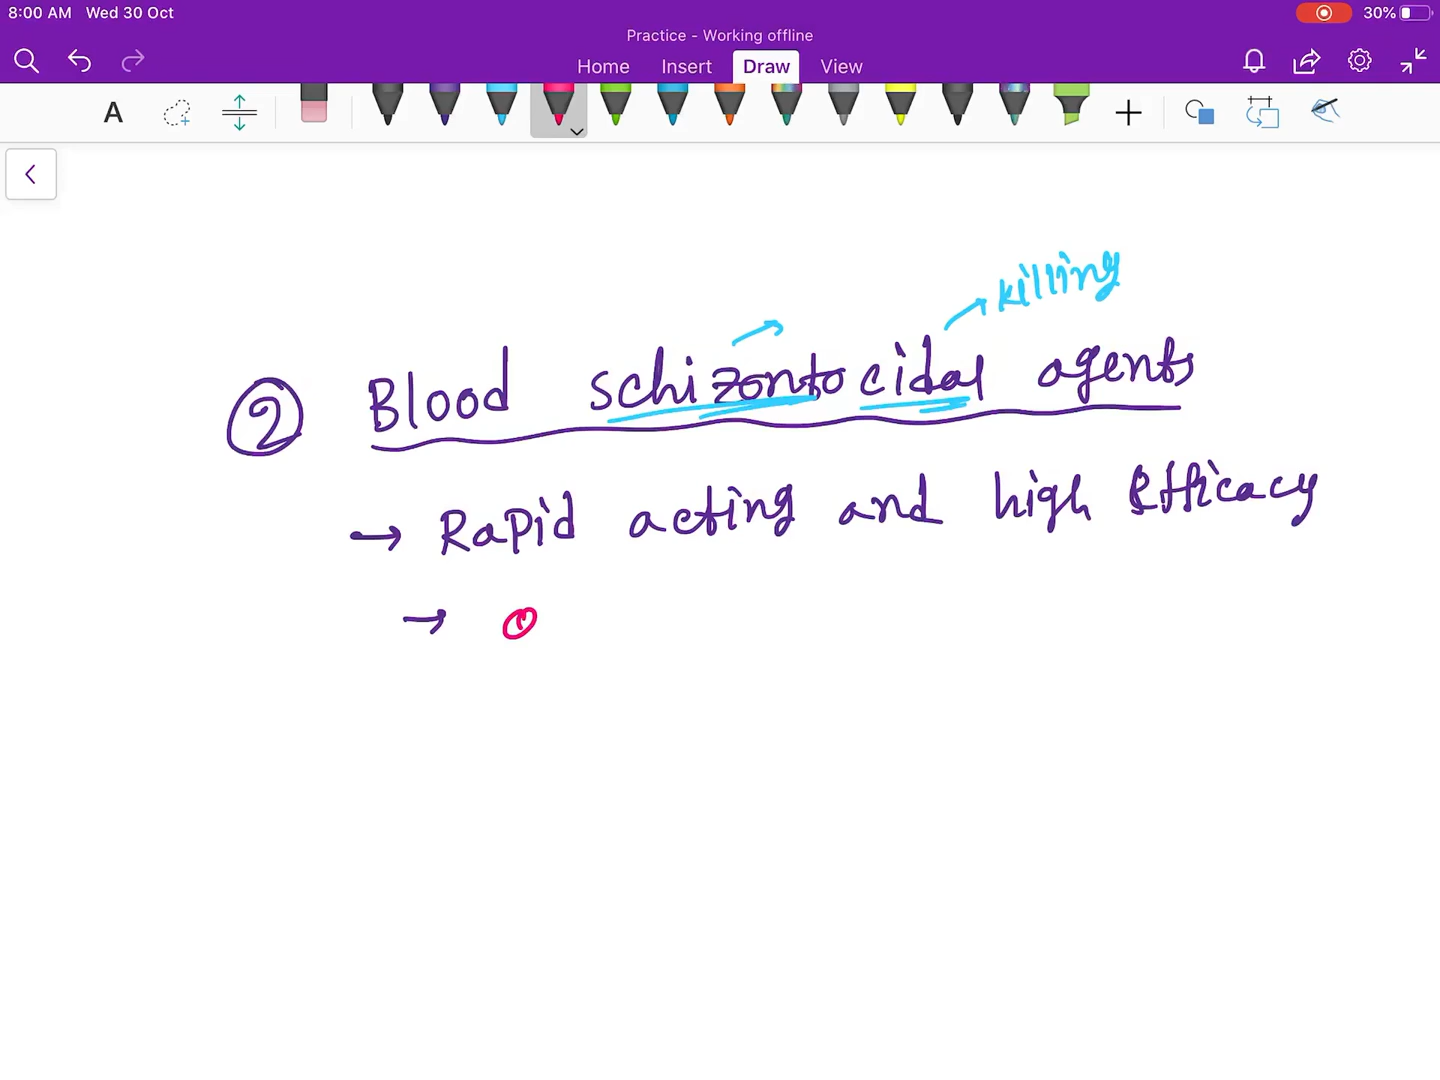 8:00 AM Wed 30 Oct 30%
Practice - Working offline
Home Insert Draw View
A
→ killing
② Blood schizontocidal agents
→ Rapid acting and high Efficacy
→ ①